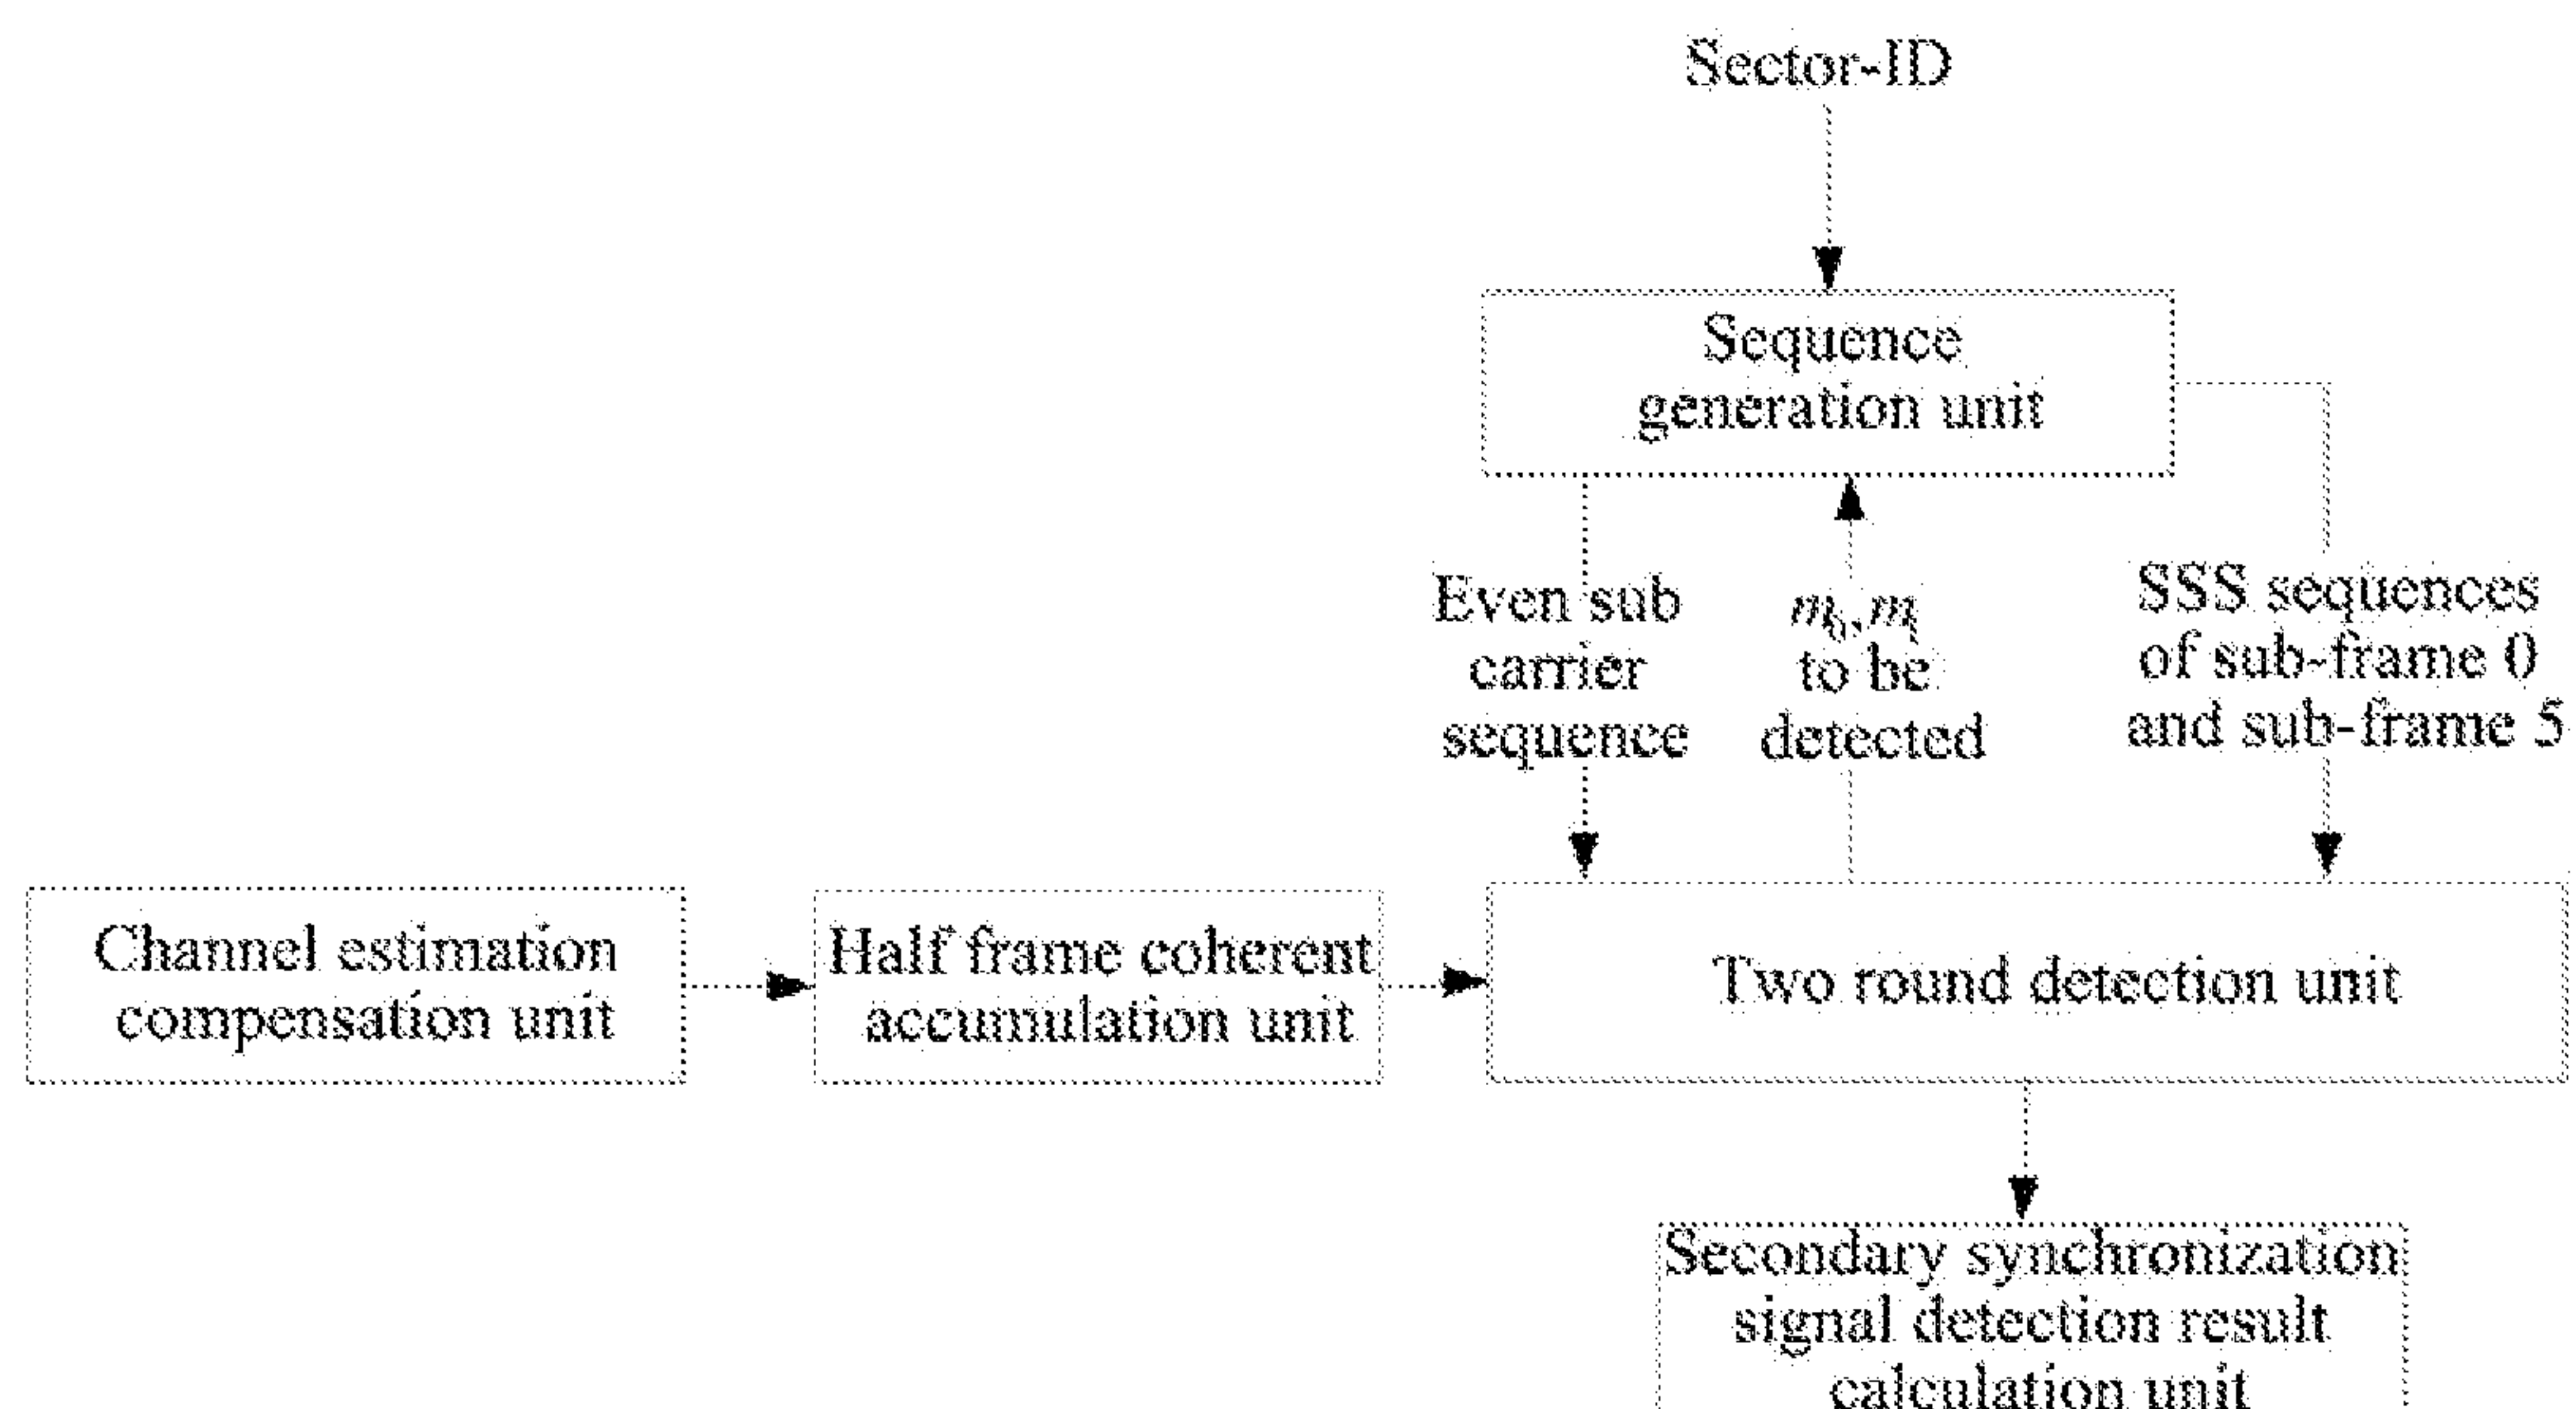 Sector-ID
Sequence
generation unit
Even sub
carrier
sequence
m₀,m₁
to be
detected
SSS sequences
of sub-frame 0
and sub-frame 5
Channel estimation
compensation unit
Half frame coherent
accumulation unit
Two round detection unit
Secondary synchronization
signal detection result
calculation unit